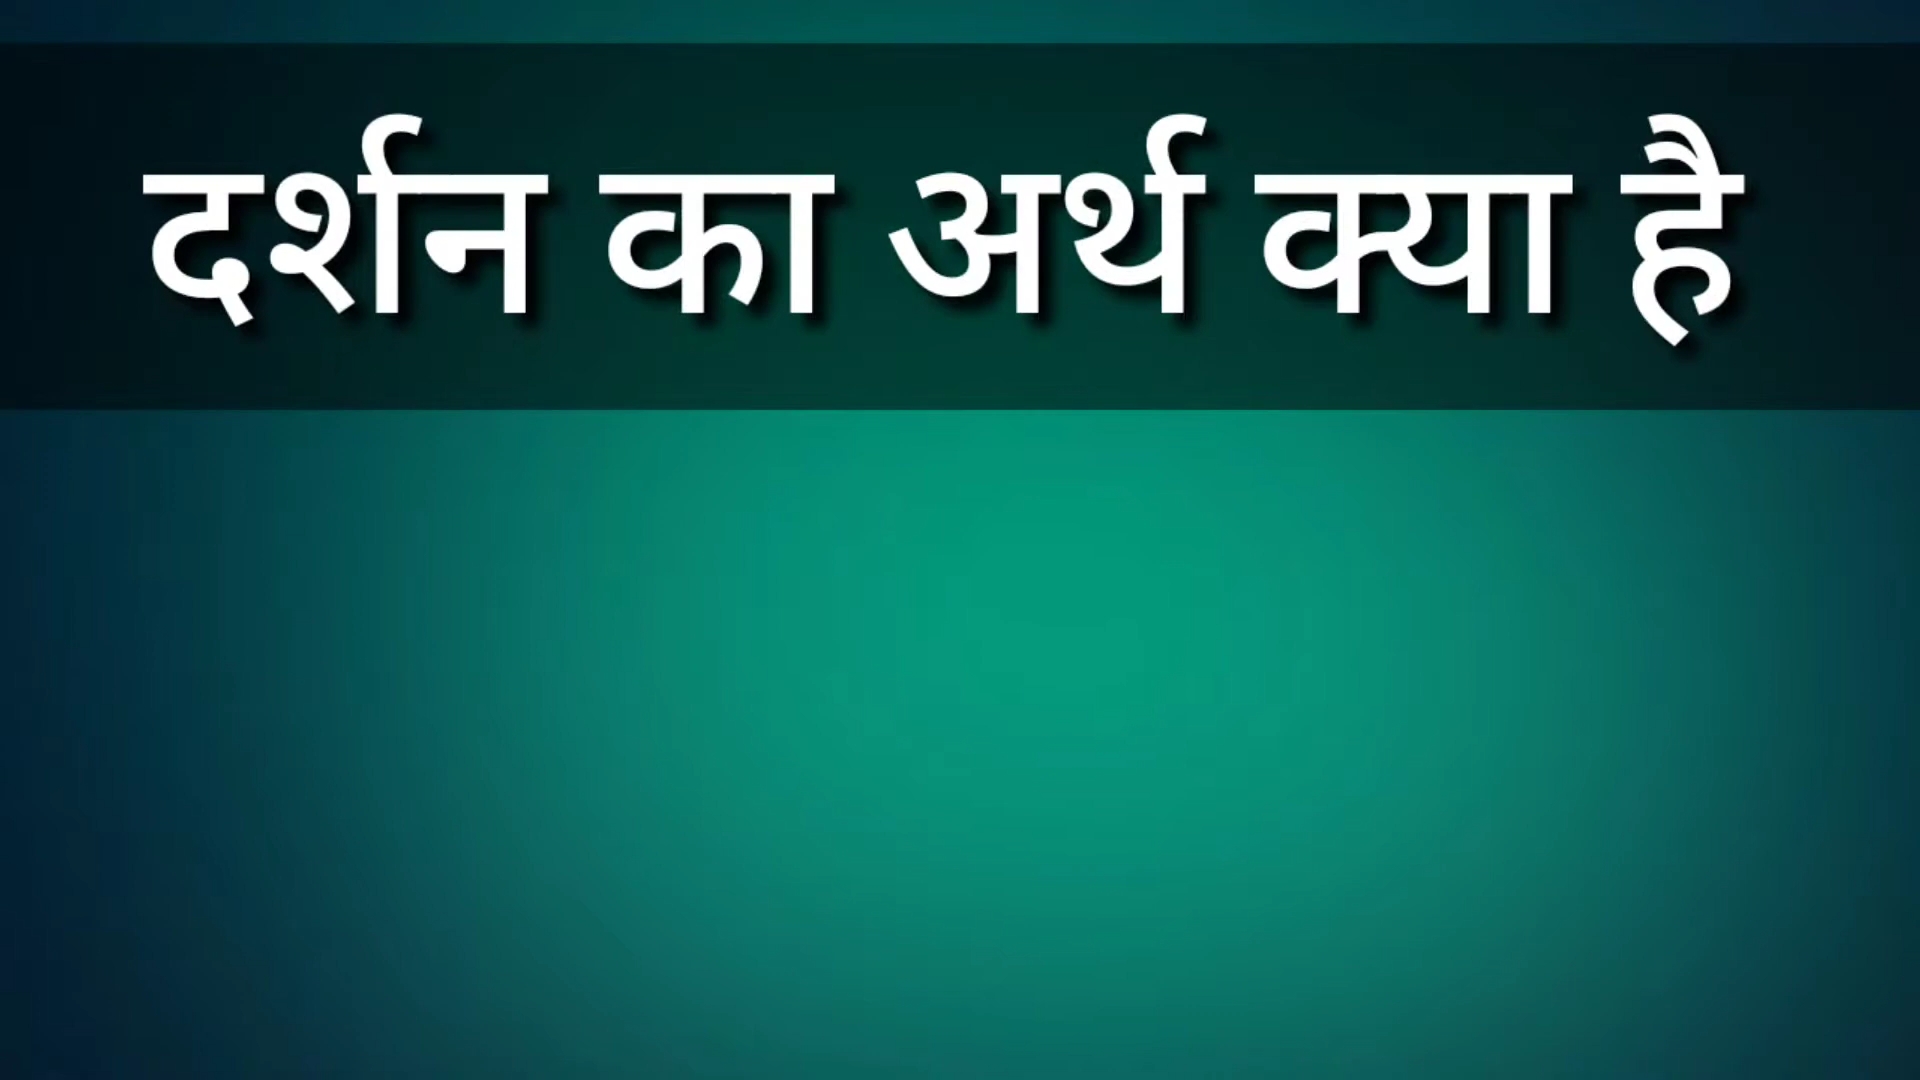 दर्शन का अर्थ क्या है